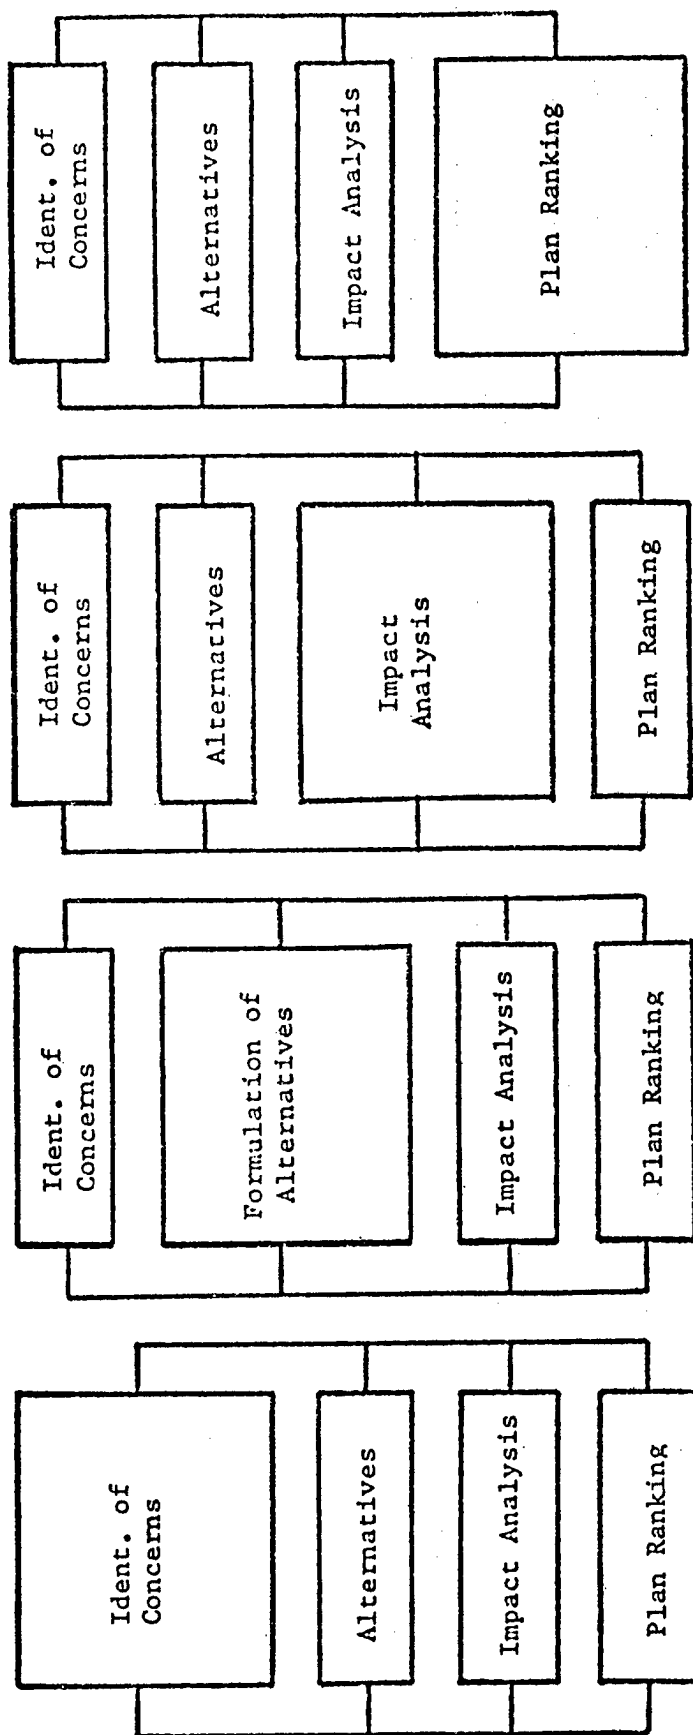 Ident. of
Concerns
Alternatives
Impact Analysis
Plan Ranking
Ident. of
Concerns
Formulation of
Alternatives
Impact Analysis
Plan Ranking
Ident. of
Concerns
Alternatives
Impact
Analysis
Plan Ranking
Ident. of
Concerns
Alternatives
Impact Analysis
Plan Ranking